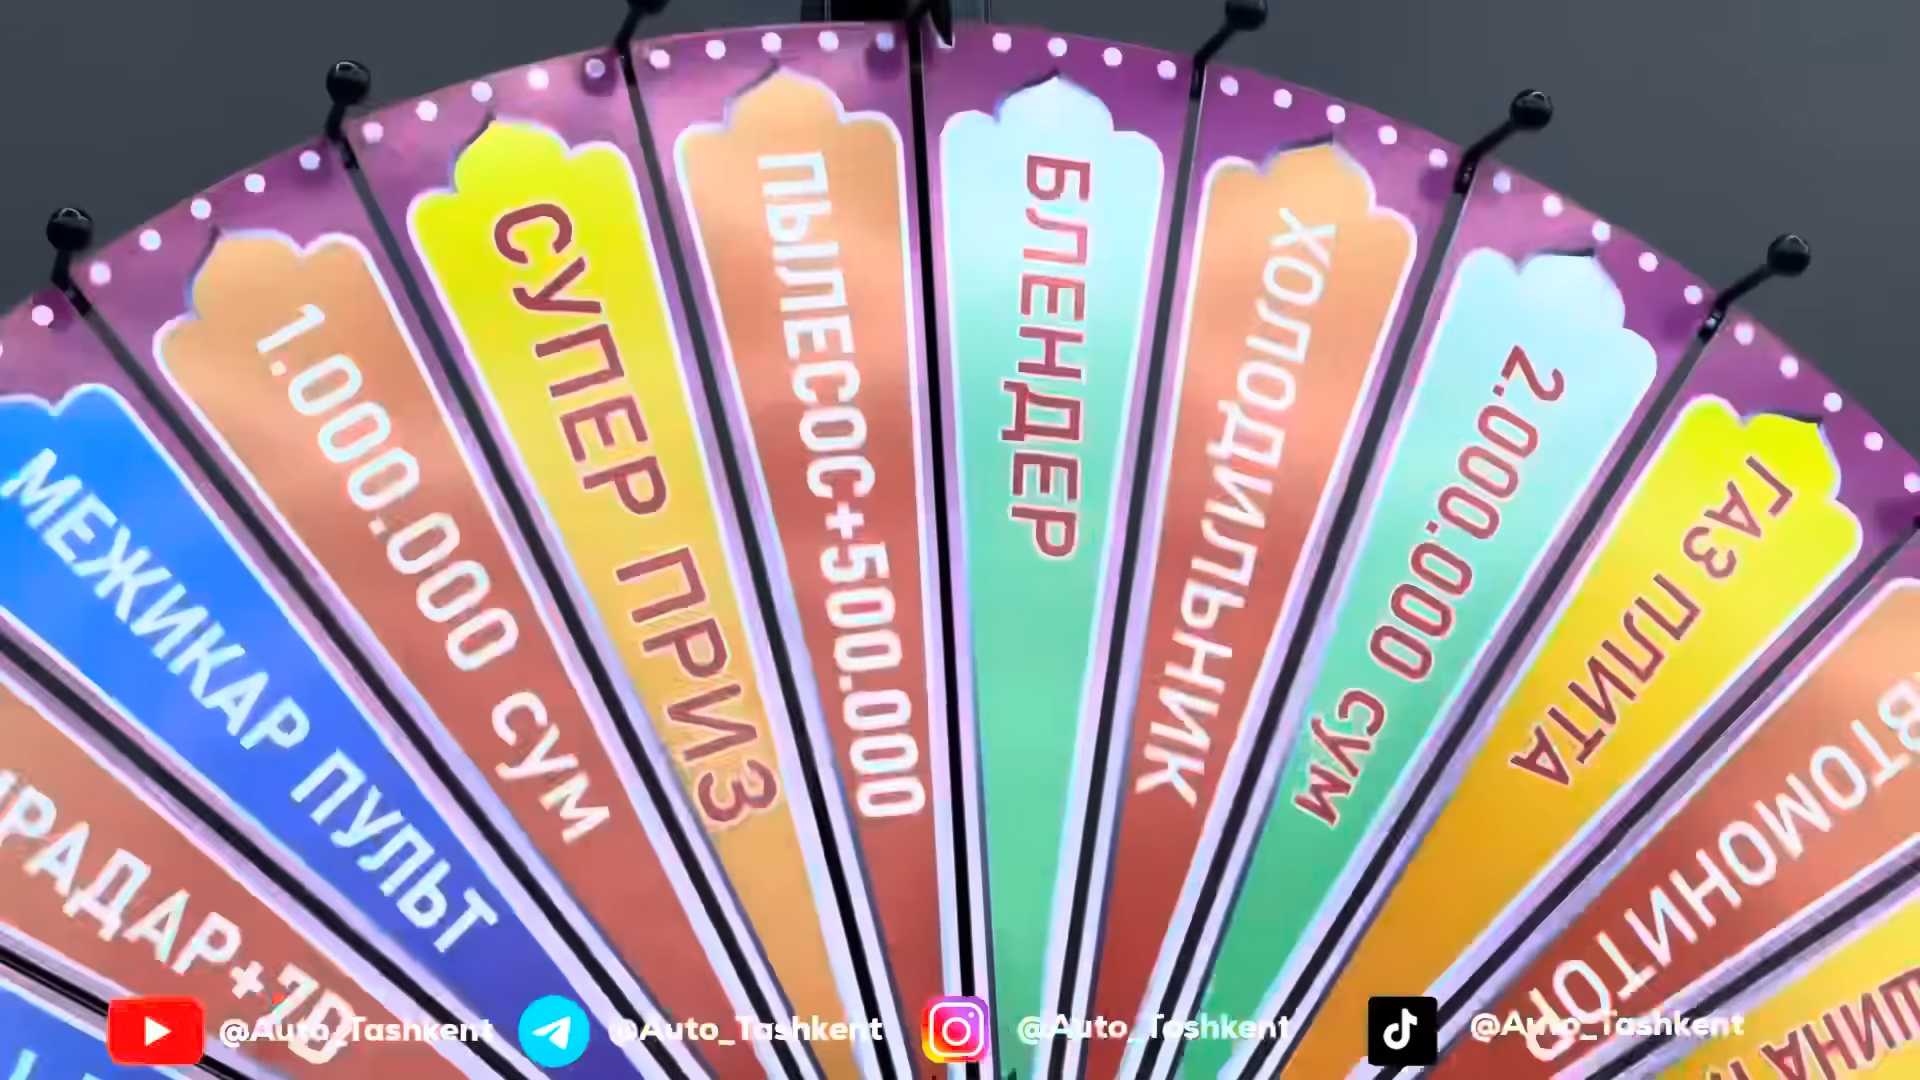 МЕЖИКАР ПУЛЬТ
1.000.000 СУМ
СУПЕР ПРИЗ
ПЫЛЕСОС+500.000
БЛЕНДЕР
ХОЛОДИЛЬНИК
2.000.000 СУМ
ГАЗ ПЛИТА
@Auto_Tashkent
@Auto_Tashkent
@Auto_Tashkent
@Auto_Tashkent